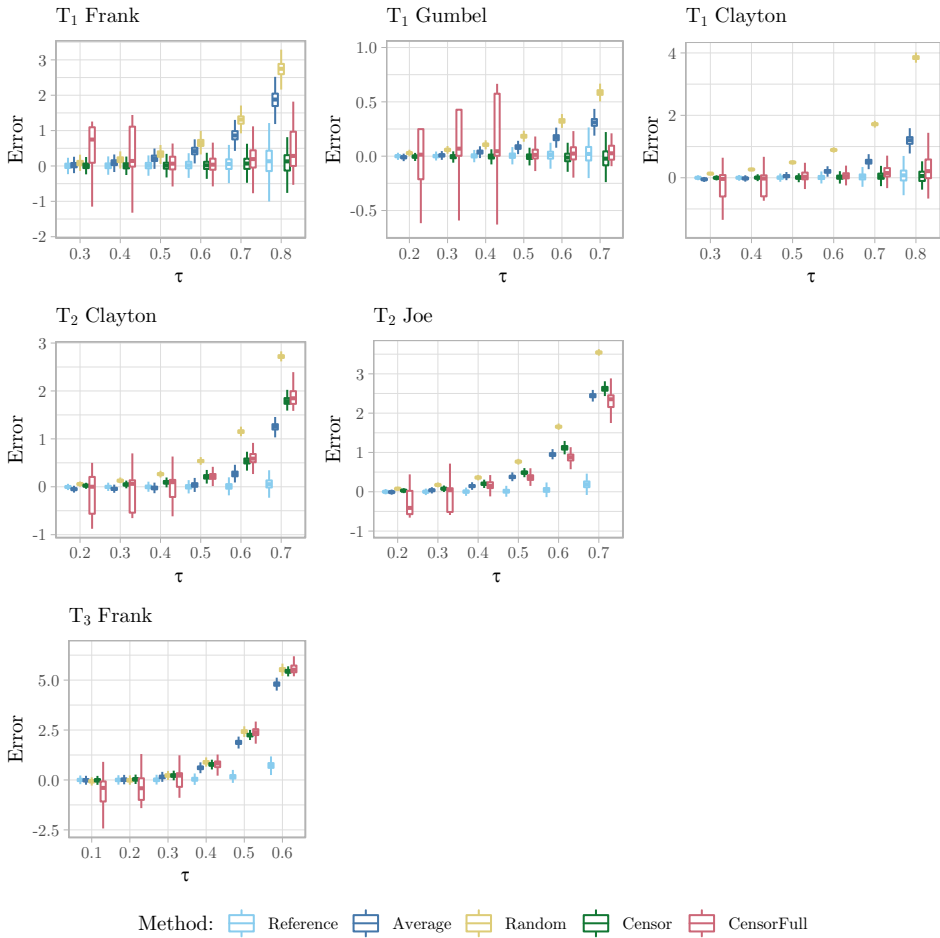 T1 Frank
T1 Gumbel
T1 Clayton
Error
3
2
1
0
-1
-2
0.3 0.4 0.5 0.6 0.7 0.8
τ
Error
1.0
0.5
0.0
-0.5
0.2 0.3 0.4 0.5 0.6 0.7
τ
Error
4
2
0
0.3 0.4 0.5 0.6 0.7 0.8
τ
T2 Clayton
T2 Joe
Error
3
2
1
0
-1
0.2 0.3 0.4 0.5 0.6 0.7
τ
Error
3
2
1
0
-1
0.2 0.3 0.4 0.5 0.6 0.7
τ
T3 Frank
Error
5.0
2.5
0.0
-2.5
0.1 0.2 0.3 0.4 0.5 0.6
τ
Method: Reference Average Random Censor CensorFull